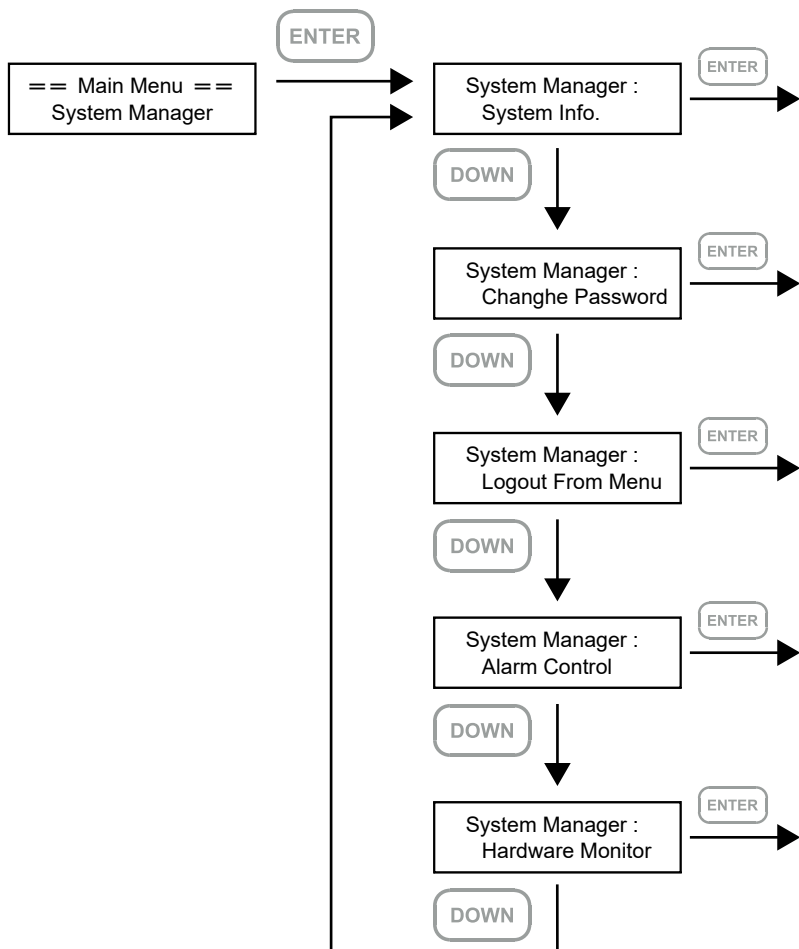 ENTER
== Main Menu ==
System Manager
System Manager :
System Info.
ENTER
DOWN
System Manager :
Changhe Password
ENTER
DOWN
System Manager :
Logout From Menu
ENTER
DOWN
System Manager :
Alarm Control
ENTER
DOWN
System Manager :
Hardware Monitor
ENTER
DOWN